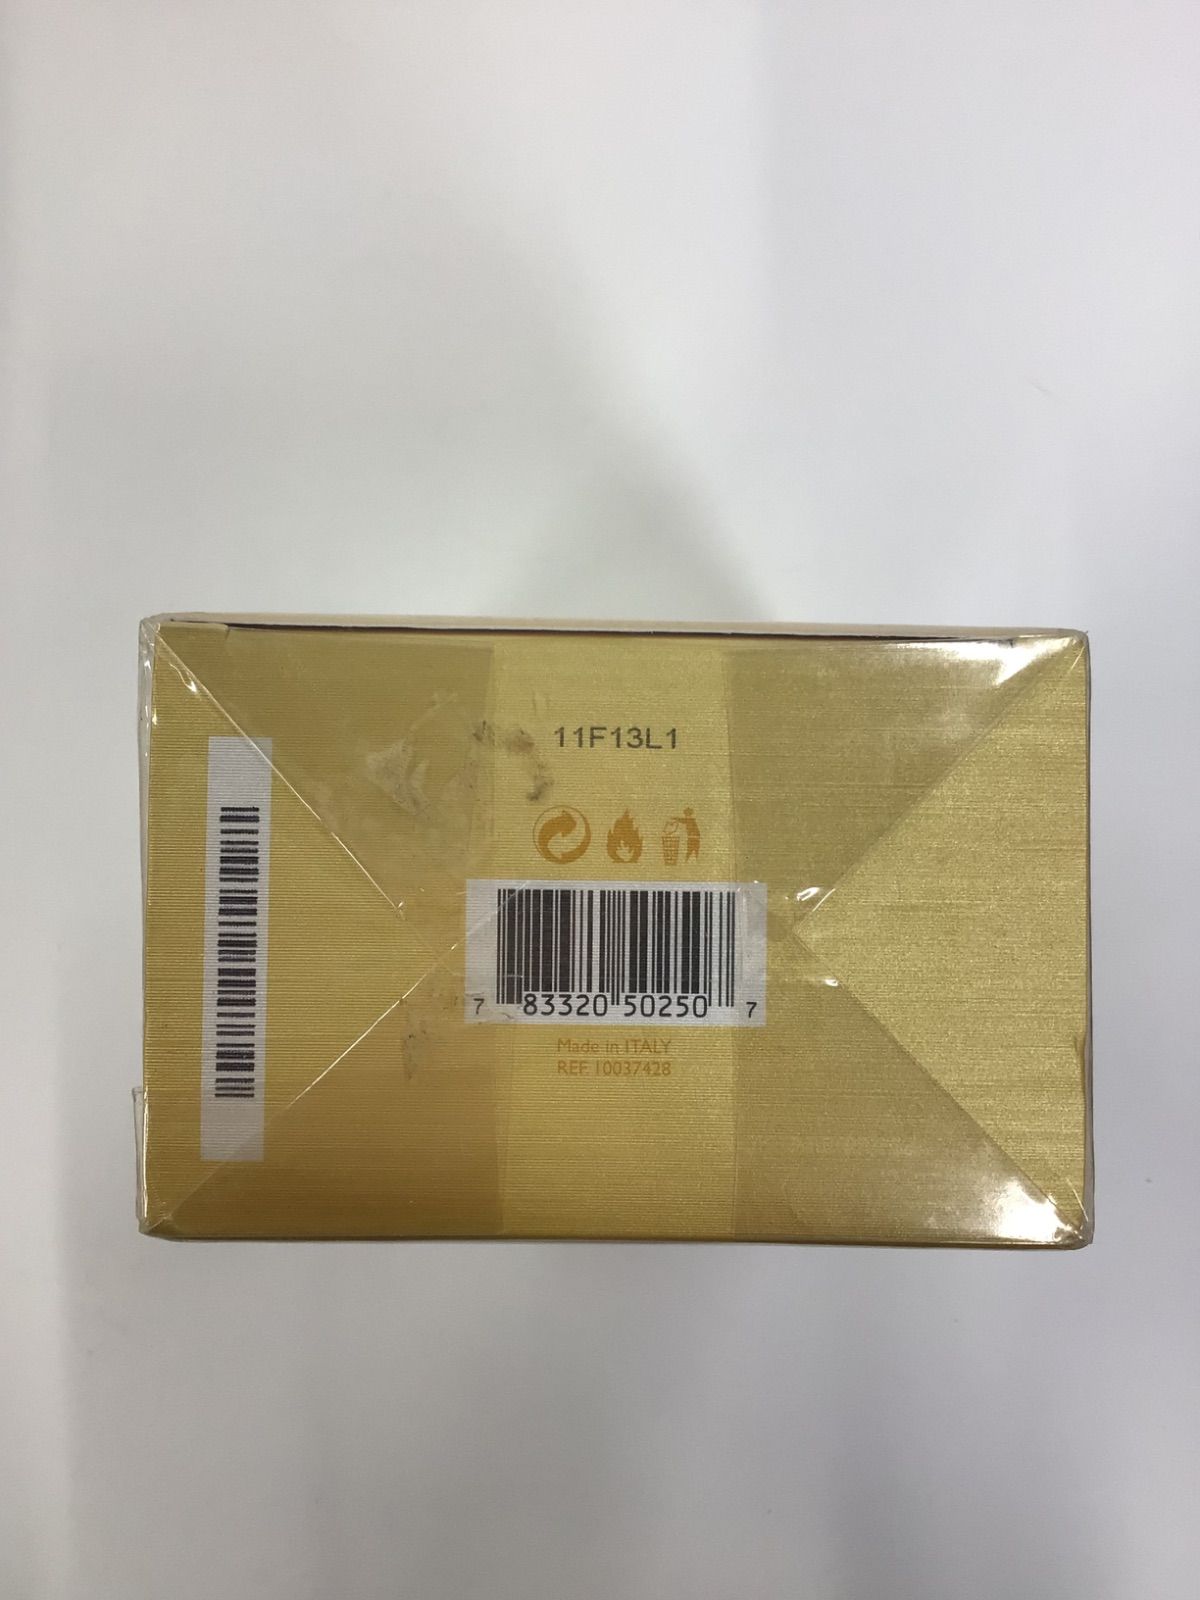 11F13L1
7 83320 50250 7
Made in ITALY
REF 10037428